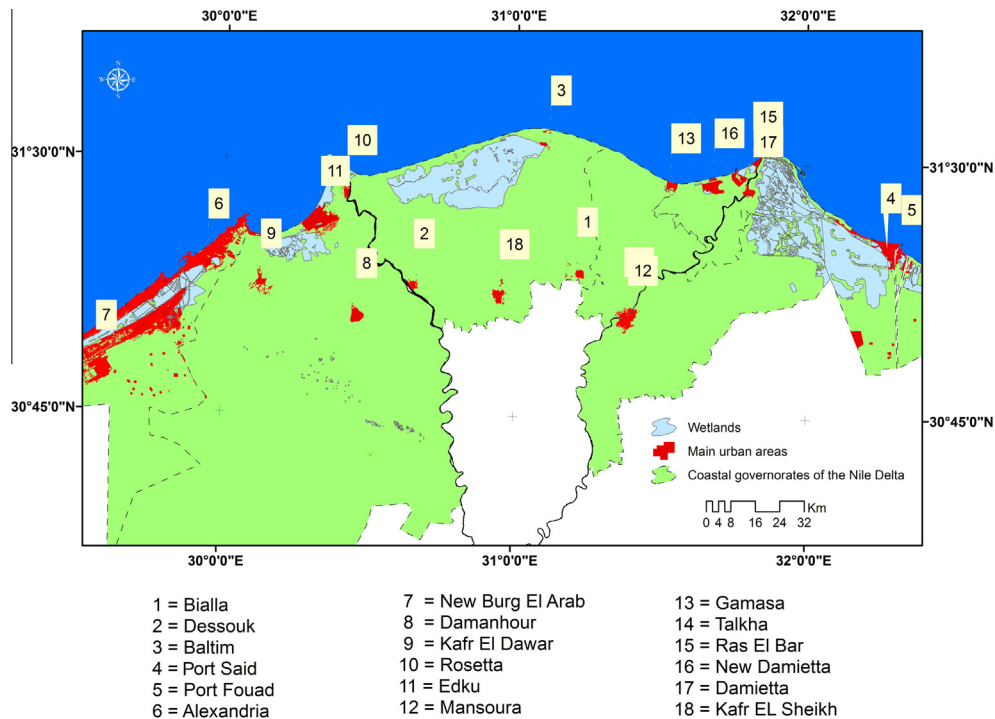 30°0'0"E 31°0'0"E 32°0'0"E
N
W E
S
3
10
13
16
15
17
31°30'0"N
31°30'0"N
11
6
4
5
9
2
18
1
8
12
7
30°45'0"N
30°45'0"N
Wetlands
Main urban areas
Coastal governorates of the Nile Delta
Km
0 4 8 16 24 32
30°0'0"E 31°0'0"E 32°0'0"E
1 = Bialla
2 = Dessouk
3 = Baltim
4 = Port Said
5 = Port Fouad
6 = Alexandria
7 = New Burg El Arab
8 = Damanhour
9 = Kafr El Dawar
10 = Rosetta
11 = Edku
12 = Mansoura
13 = Gamasa
14 = Talkha
15 = Ras El Bar
16 = New Damietta
17 = Damietta
18 = Kafr EL Sheikh